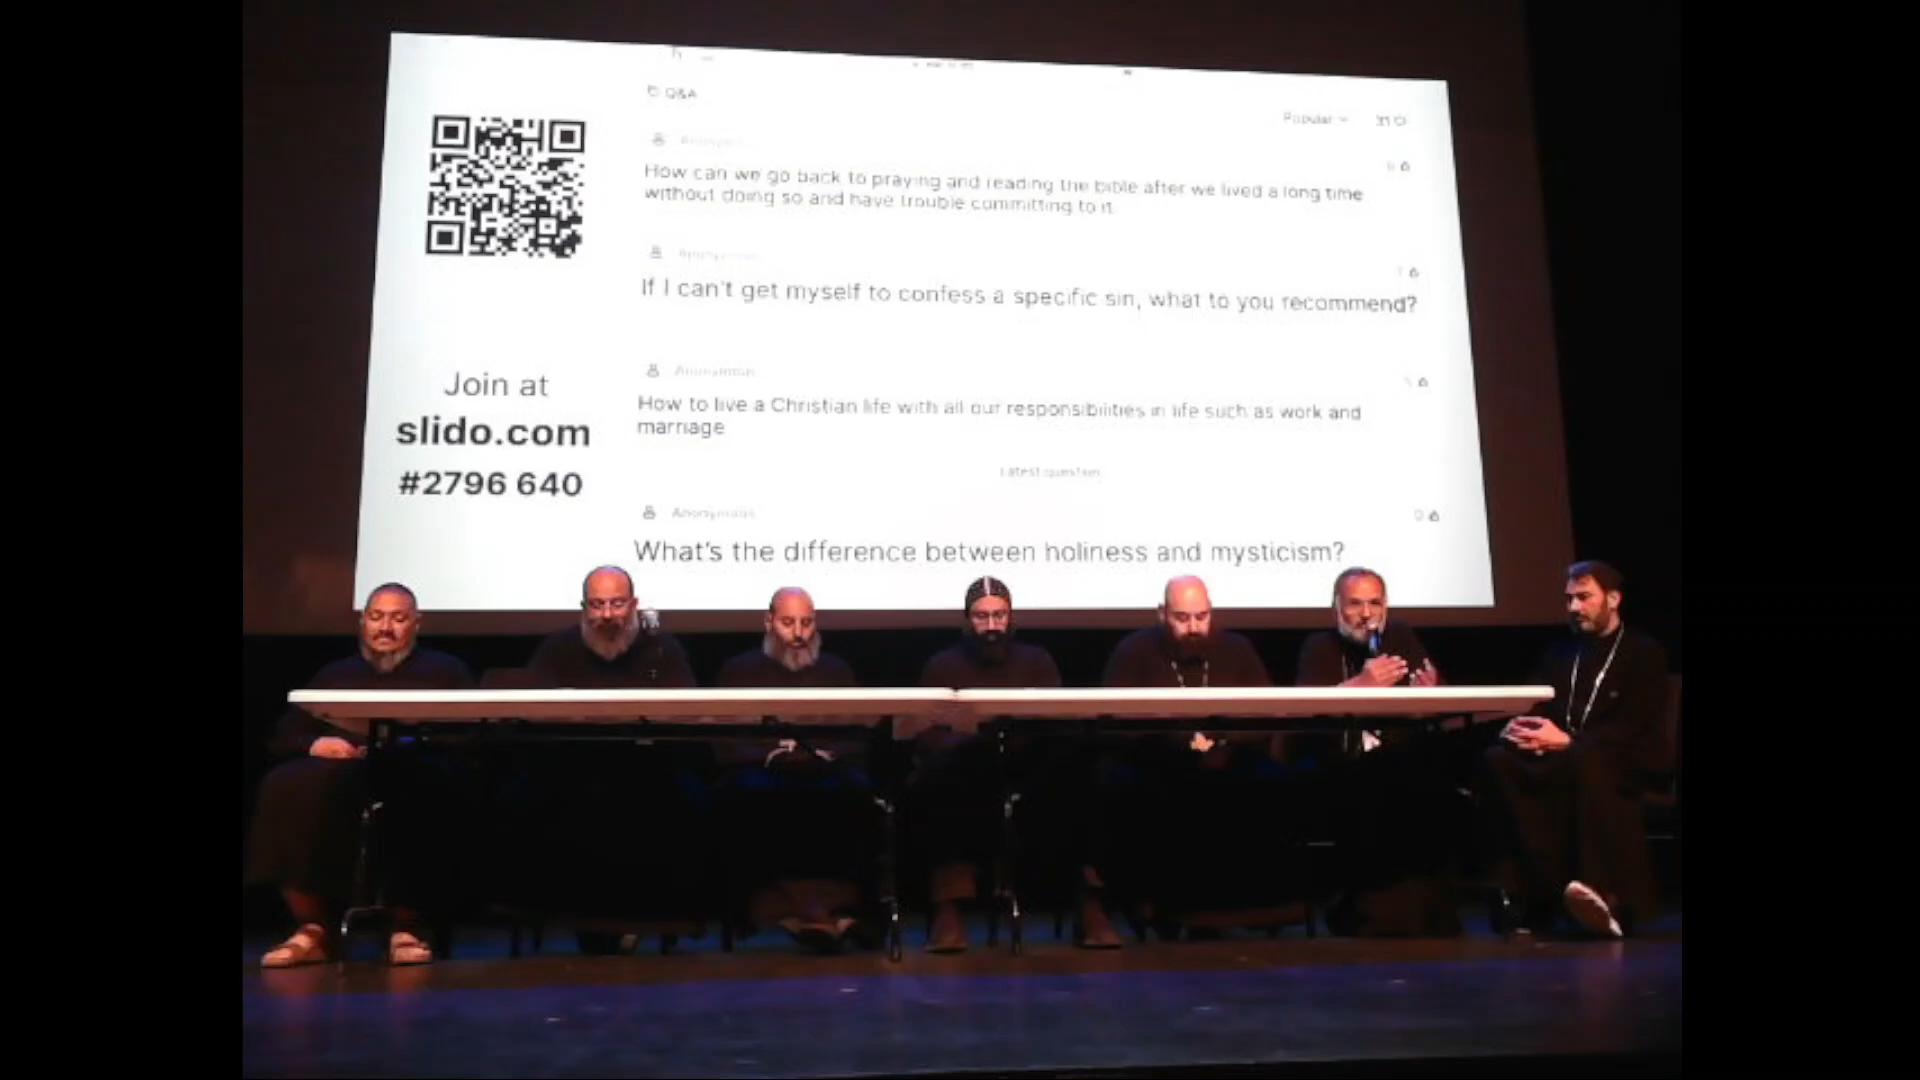 Q&A
Popular
How can we go back to praying and reading the bible after we lived a long time
without doing so and have trouble committing to it
If I can't get myself to confess a specific sin, what to you recommend?
Anonymous
How to live a Christian life with all our responsibilities in life such as work and
marriage
Latest question
Anonymous
What's the difference between holiness and mysticism?
Join at
slido.com
#2796 640